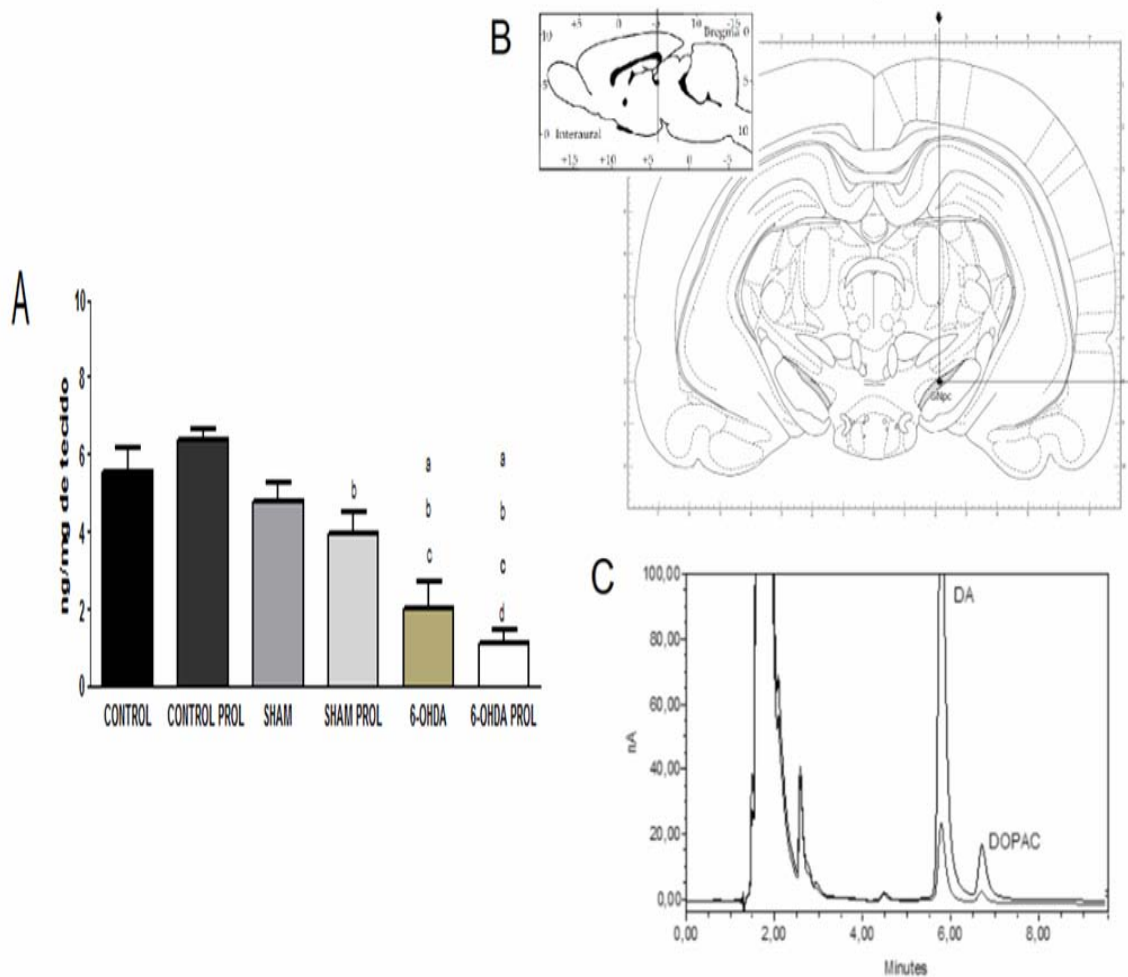 A
10
8
6
4
2
0
ng/mg de tecido
b
a
b
c
a
b
c
d
CONTROL
CONTROL PROL
SHAM
SHAM PROL
6-OHDA
6-OHDA PROL
B
+5 0 -5 10 -15
Bregma 0
10
5
5
0 Interaural
10
+15 +10 +5 0 -5
SNpc
C
100,00
80,00
60,00
40,00
20,00
0,00
nA
DA
DOPAC
0,00 2,00 4,00 6,00 8,00
Minutes